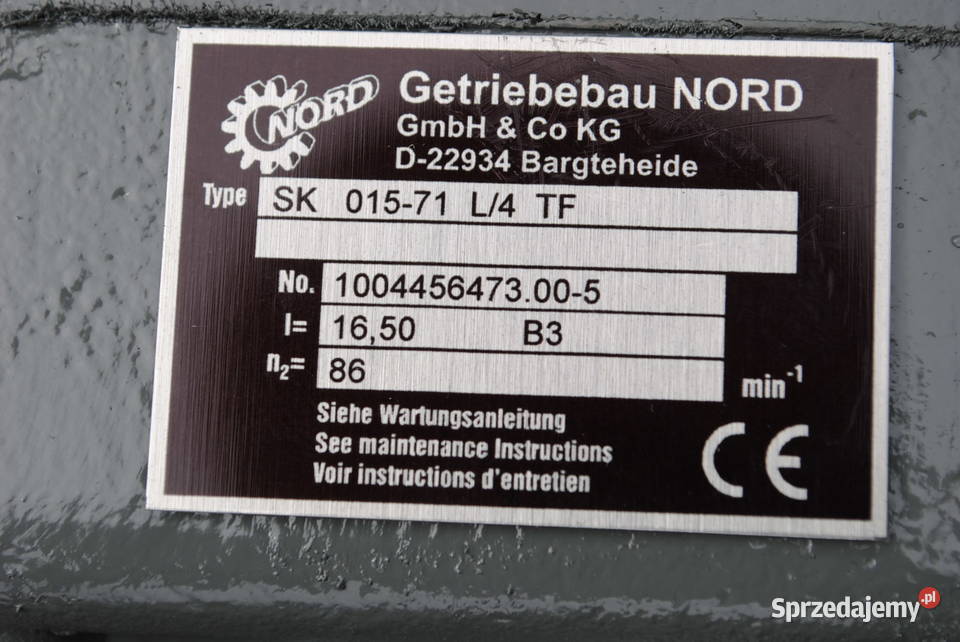 NORD
Getriebebau NORD
GmbH & Co KG
D-22934 Bargteheide
Type SK 015-71 L/4 TF
No. 1004456473.00-5
I= 16,50 B3
n₂= 86 min⁻¹
Siehe Wartungsanleitung
See maintenance Instructions
Voir instructions d'entretien
CE
Sprzedajemy.pl